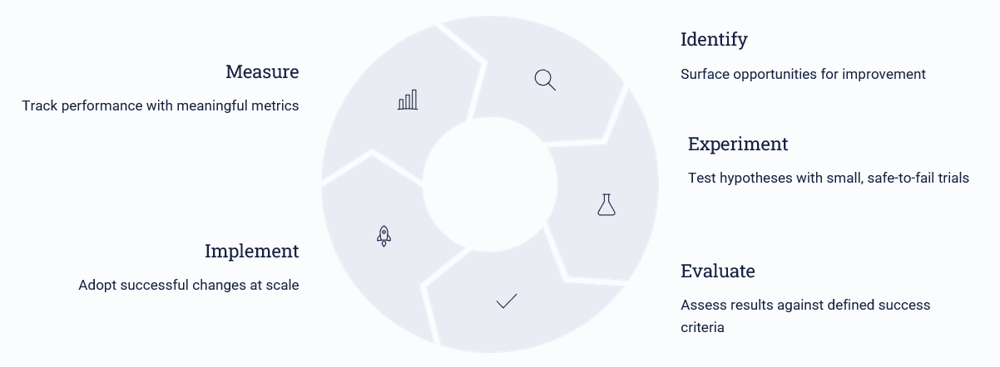 Identify
Surface opportunities for improvement
Experiment
Test hypotheses with small, safe-to-fail trials
Evaluate
Assess results against defined success
criteria
Implement
Adopt successful changes at scale
Measure
Track performance with meaningful metrics